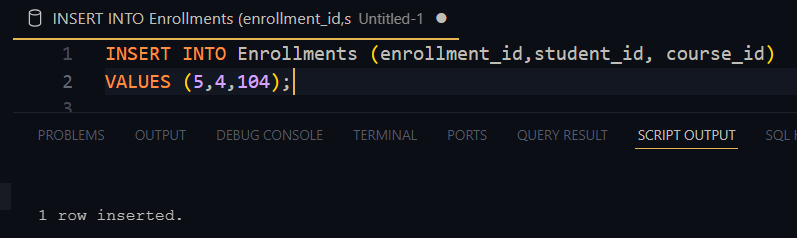 INSERT INTO Enrollments (enrollment_id,s Untitled-1
1 INSERT INTO Enrollments (enrollment_id,student_id, course_id)
2 VALUES (5,4,104);
3
PROBLEMS OUTPUT DEBUG CONSOLE TERMINAL PORTS QUERY RESULT SCRIPT OUTPUT SQL
1 row inserted.